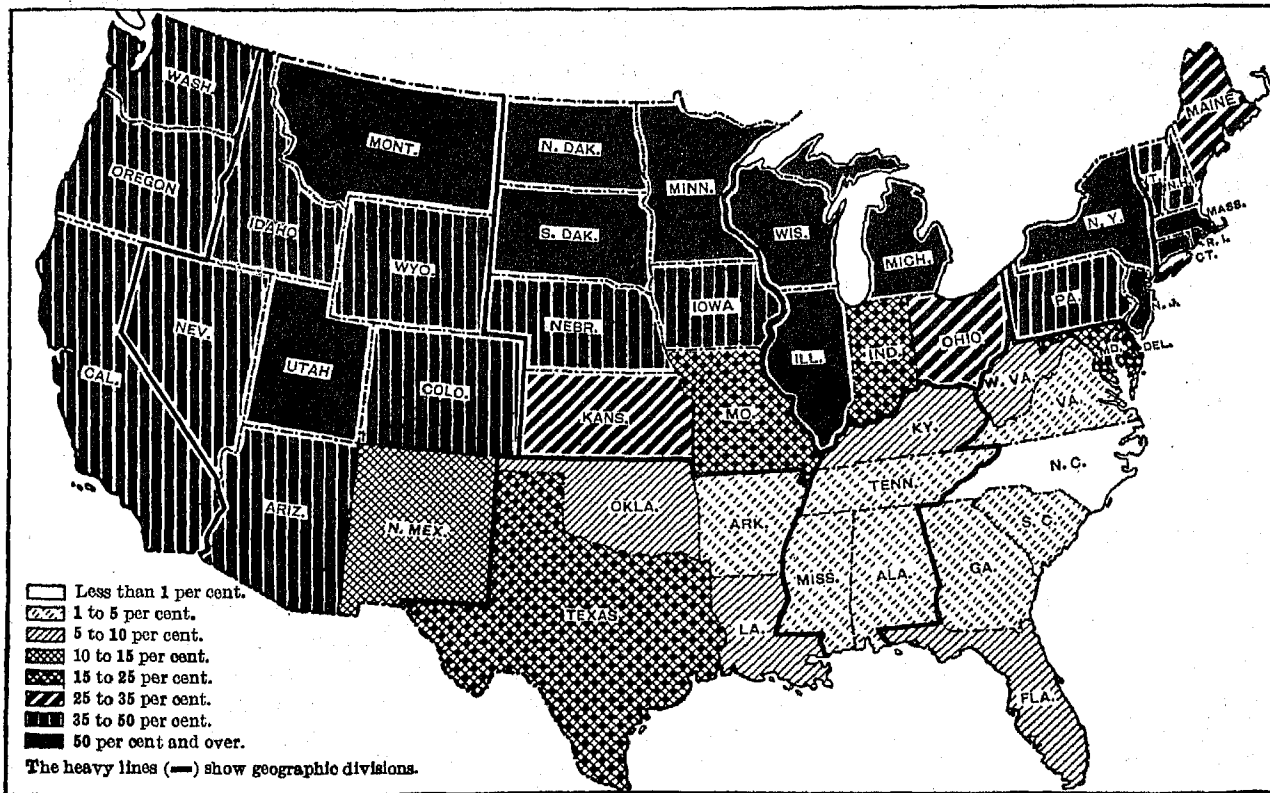 WASH.
MONT.
N. DAK.
MINN.
MAINE
OREGON
IDAHO
S. DAK.
WIS.
MICH.
N. Y.
VT.
N.H.
MASS.
R. I.
CT.
WYO.
IOWA
PA.
N. J.
NEV.
NEBR.
ILL.
IND.
OHIO
MD.
DEL.
CAL.
UTAH
COLO.
KANS.
MO.
W. VA.
VA.
KY.
N. C.
ARIZ.
N. MEX.
OKLA.
ARK.
TENN.
S. C.
TEXAS
LA.
MISS.
ALA.
GA.
FLA.
Less than 1 per cent.
1 to 5 per cent.
5 to 10 per cent.
10 to 15 per cent.
15 to 25 per cent.
25 to 35 per cent.
35 to 50 per cent.
50 per cent and over.
The heavy lines (▬) show geographic divisions.